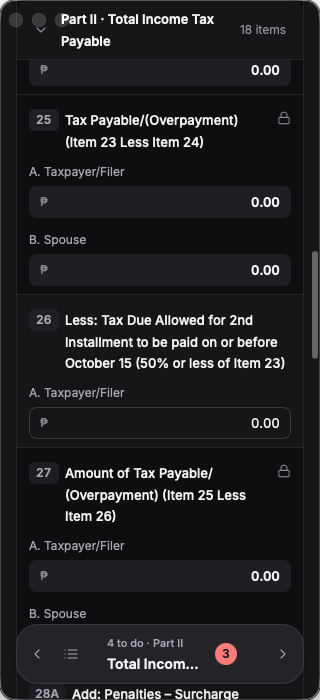 Part II · Total Income Tax
Payable
18 items
₱ 0.00
25 Tax Payable/(Overpayment)
(Item 23 Less Item 24)
A. Taxpayer/Filer
₱ 0.00
B. Spouse
₱ 0.00
26 Less: Tax Due Allowed for 2nd
Installment to be paid on or before
October 15 (50% or less of Item 23)
A. Taxpayer/Filer
₱ 0.00
27 Amount of Tax Payable/
(Overpayment) (Item 25 Less
Item 26)
A. Taxpayer/Filer
₱ 0.00
B. Spouse
4 to do · Part II
Total Incom...
3
28A Add: Penalties – Surcharge